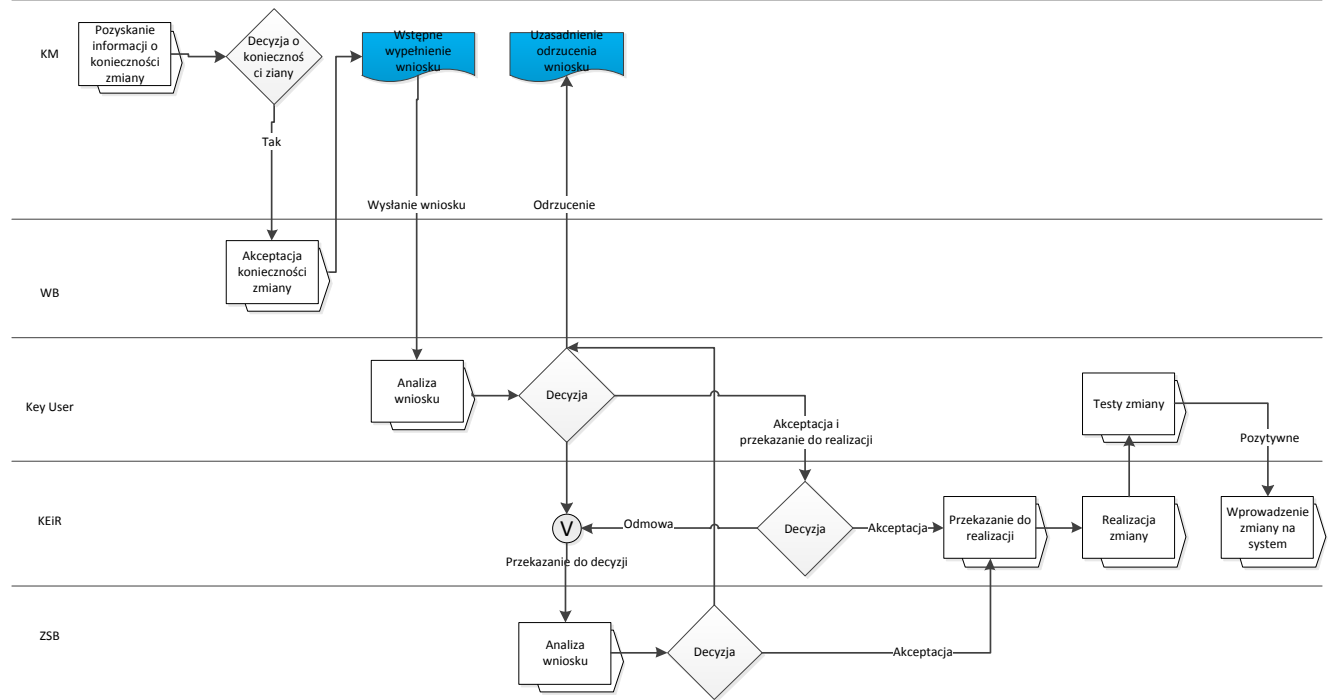 KM
Pozyskanie
informacji o
konieczności
zmiany
Decyzja o
koniecznoś
ci ziany
Wstępne
wypełnienie
wniosku
Uzasadnienie
odrzucenia
wniosku
Tak
Wysłanie wniosku
Odrzucenie
WB
Akceptacja
konieczności
zmiany
Key User
Analiza
wniosku
Decyzja
Akceptacja i
przekazanie do realizacji
Testy zmiany
Pozytywne
KEiR
V
Odmowa
Decyzja
Akceptacja
Przekazanie do
realizacji
Realizacja
zmiany
Wprowadzenie
zmiany na
system
Przekazanie do decyzji
ZSB
Analiza
wniosku
Decyzja
Akceptacja